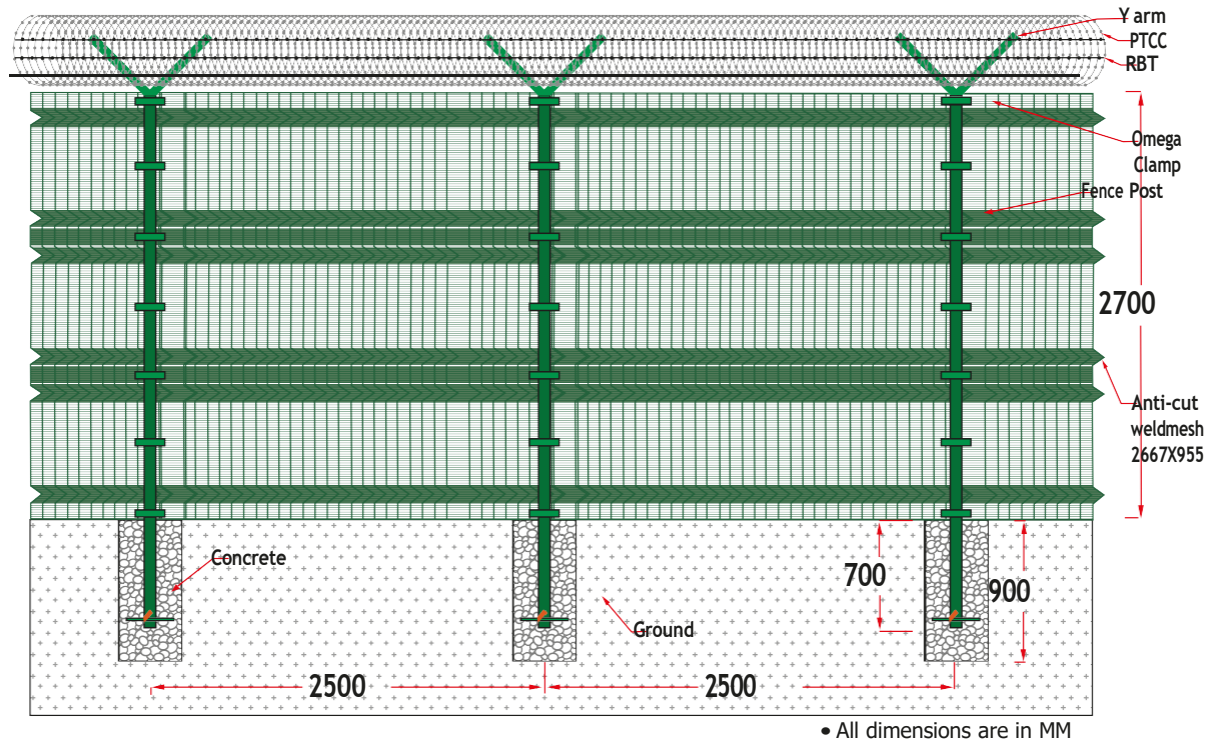 Y arm
PTCC
RBT
Omega
Clamp
Fence Post
2700
Anti-cut
weldmesh
2667X955
Concrete
700
900
Ground
2500
2500
• All dimensions are in MM